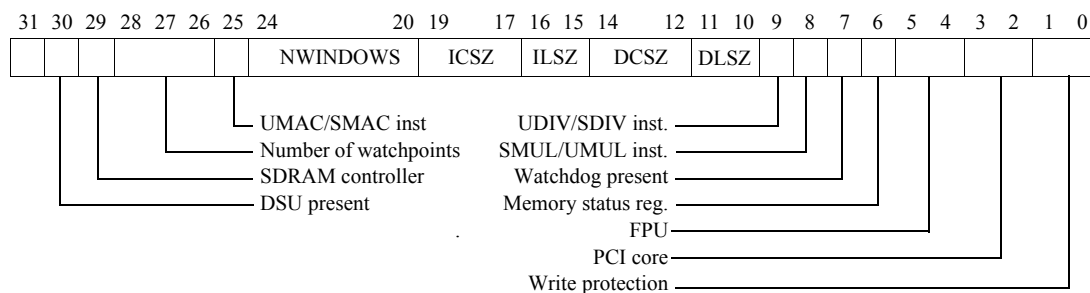 31 30 29 28 26 25 24 20 19 17 16 15 14 12 11 10 9 8 7 6 5 4 3 2 1 0
NWINDOWS ICSZ ILSZ DCSZ DLSZ
UMAC/SMAC inst UDIV/SDIV inst.
Number of watchpoints SMUL/UMUL inst.
SDRAM controller Watchdog present
DSU present Memory status reg.
. FPU
PCI core
Write protection